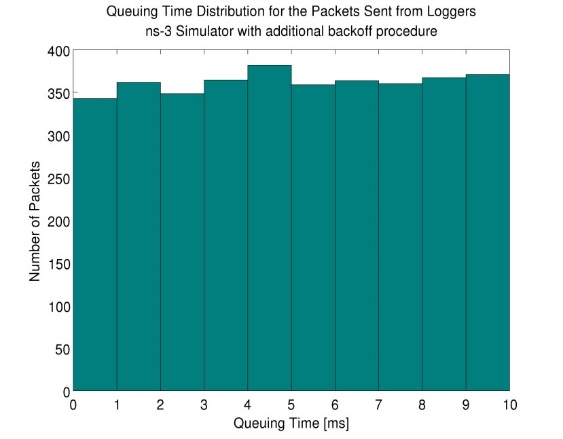 Queuing Time Distribution for the Packets Sent from Loggers
ns-3 Simulator with additional backoff procedure
400
350
300
250
200
150
100
50
0
Number of Packets
0 1 2 3 4 5 6 7 8 9 10
Queuing Time [ms]